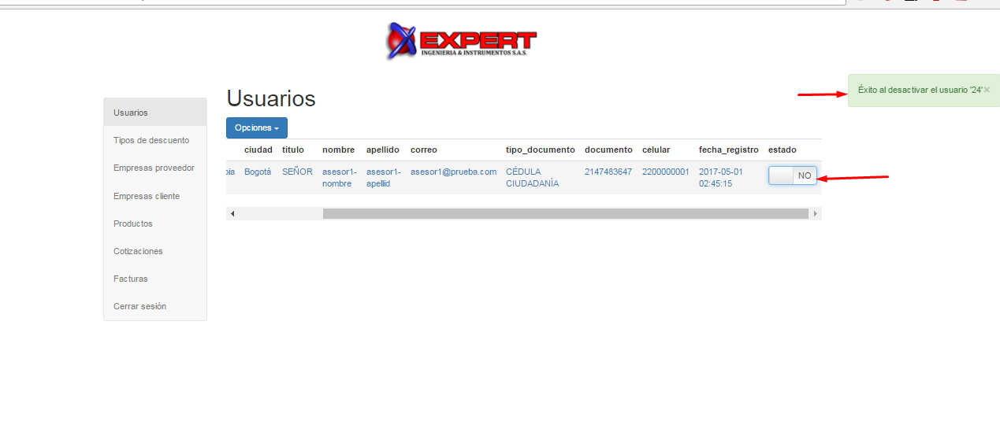 EXPERT
INGENIERIA & INSTRUMENTOS S.A.S.
Éxito al desactivar el usuario '24'×
Usuarios
Tipos de descuento
Empresas proveedor
Empresas cliente
Productos
Cotizaciones
Facturas
Cerrar sesión
Usuarios
Opciones
ciudad titulo nombre apellido correo tipo_documento documento celular fecha_registro estado
bia Bogotá SEÑOR asesor1- asesor1- asesor1@prueba.com CÉDULA 2147483647 2200000001 2017-05-01 NO
nombre apellid CIUDADANÍA 02:45:15